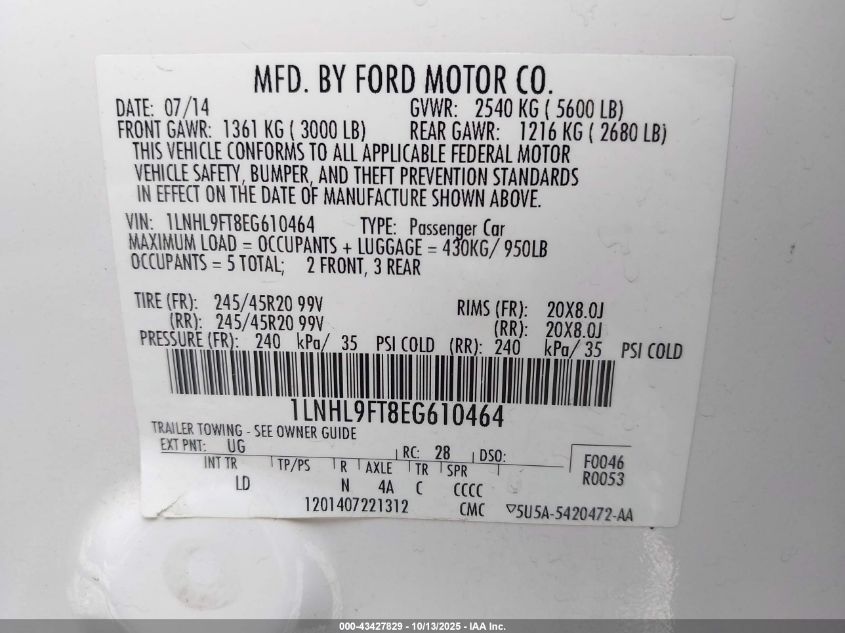 MFD. BY FORD MOTOR CO.
DATE: 07/14 GVWR: 2540 KG ( 5600 LB)
FRONT GAWR: 1361 KG ( 3000 LB) REAR GAWR: 1216 KG ( 2680 LB)
THIS VEHICLE CONFORMS TO ALL APPLICABLE FEDERAL MOTOR
VEHICLE SAFETY, BUMPER, AND THEFT PREVENTION STANDARDS
IN EFFECT ON THE DATE OF MANUFACTURE SHOWN ABOVE.
VIN: 1LNHL9FT8EG610464 TYPE: Passenger Car
MAXIMUM LOAD = OCCUPANTS + LUGGAGE = 430KG/ 950LB
OCCUPANTS = 5 TOTAL; 2 FRONT, 3 REAR
TIRE (FR): 245/45R20 99V RIMS (FR): 20X8.0J
(RR): 245/45R20 99V (RR): 20X8.0J
PRESSURE (FR): 240 kPa/ 35 PSI COLD (RR): 240 kPa/ 35 PSI COLD
1LNHL9FT8EG610464
TRAILER TOWING - SEE OWNER GUIDE
EXT PNT: UG RC: 28 DSO: F0046
INT TR TP/PS R AXLE TR SPR R0053
LD N 4A C CCCC
1201407221312 CMC ▽5U5A-5420472-AA
000-43427829 - 10/13/2025 - IAA Inc.